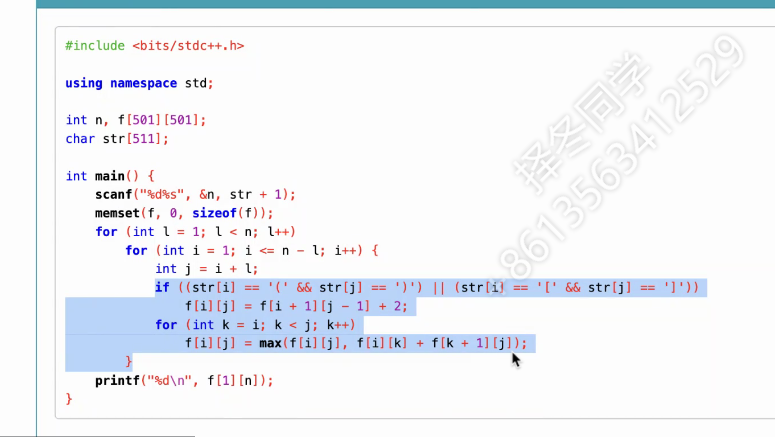 #include <bits/stdc++.h>
using namespace std;
int n, f[501][501];
char str[511];
int main() {
scanf("%d%s", &n, str + 1);
memset(f, 0, sizeof(f));
for (int l = 1; l < n; l++)
for (int i = 1; i <= n - l; i++) {
int j = i + l;
if ((str[i] == '(' && str[j] == ')') || (str[i] == '[' && str[j] == ']'))
f[i][j] = f[i + 1][j - 1] + 2;
for (int k = i; k < j; k++)
f[i][j] = max(f[i][j], f[i][k] + f[k + 1][j]);
}
printf("%d\n", f[1][n]);
}
择冬同学
+8613563412529